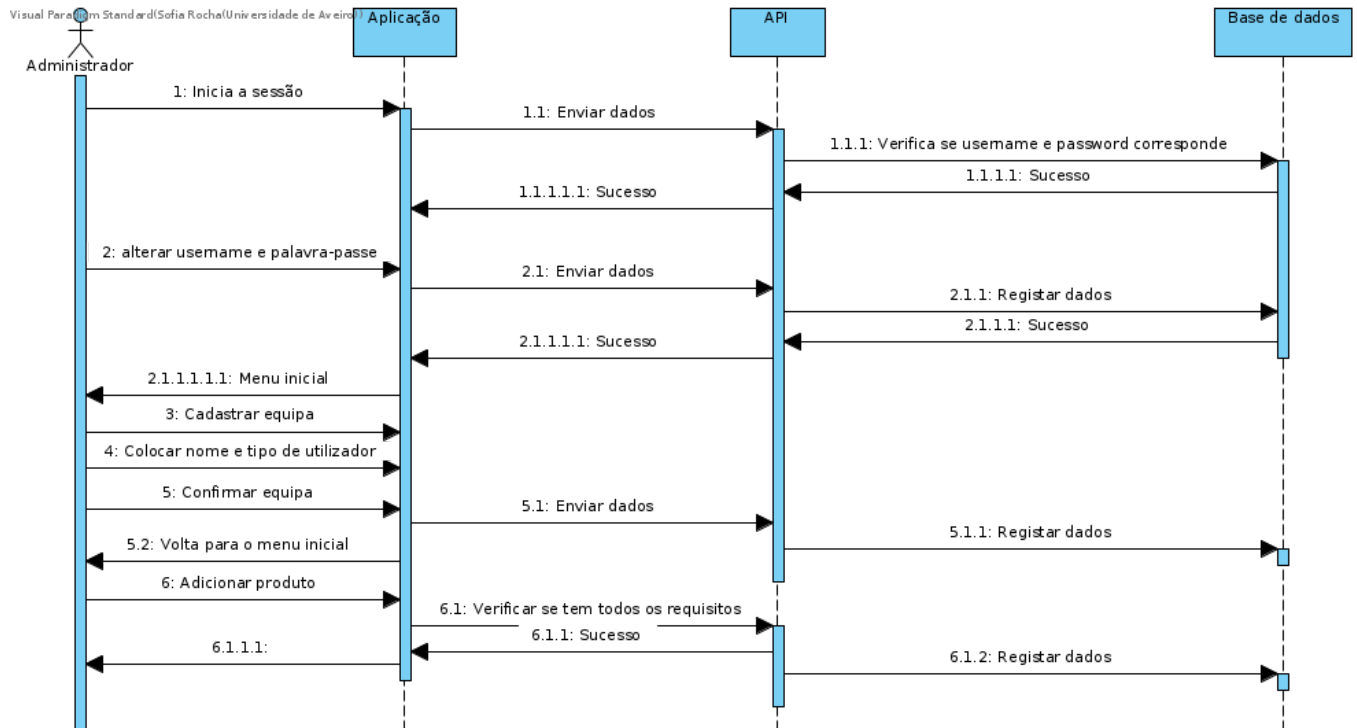 Visual Paradigm Standard(Sofia Rocha(Universidade de Aveiro))
Aplicação
API
Base de dados
Administrador
1: Inicia a sessão
1.1: Enviar dados
1.1.1: Verifica se username e password corresponde
1.1.1.1: Sucesso
1.1.1.1.1: Sucesso
2: alterar username e palavra-passe
2.1: Enviar dados
2.1.1: Registar dados
2.1.1.1: Sucesso
2.1.1.1.1: Sucesso
2.1.1.1.1.1: Menu inicial
3: Cadastrar equipa
4: Colocar nome e tipo de utilizador
5: Confirmar equipa
5.1: Enviar dados
5.1.1: Registar dados
5.2: Volta para o menu inicial
6: Adicionar produto
6.1: Verificar se tem todos os requisitos
6.1.1: Sucesso
6.1.1.1:
6.1.2: Registar dados